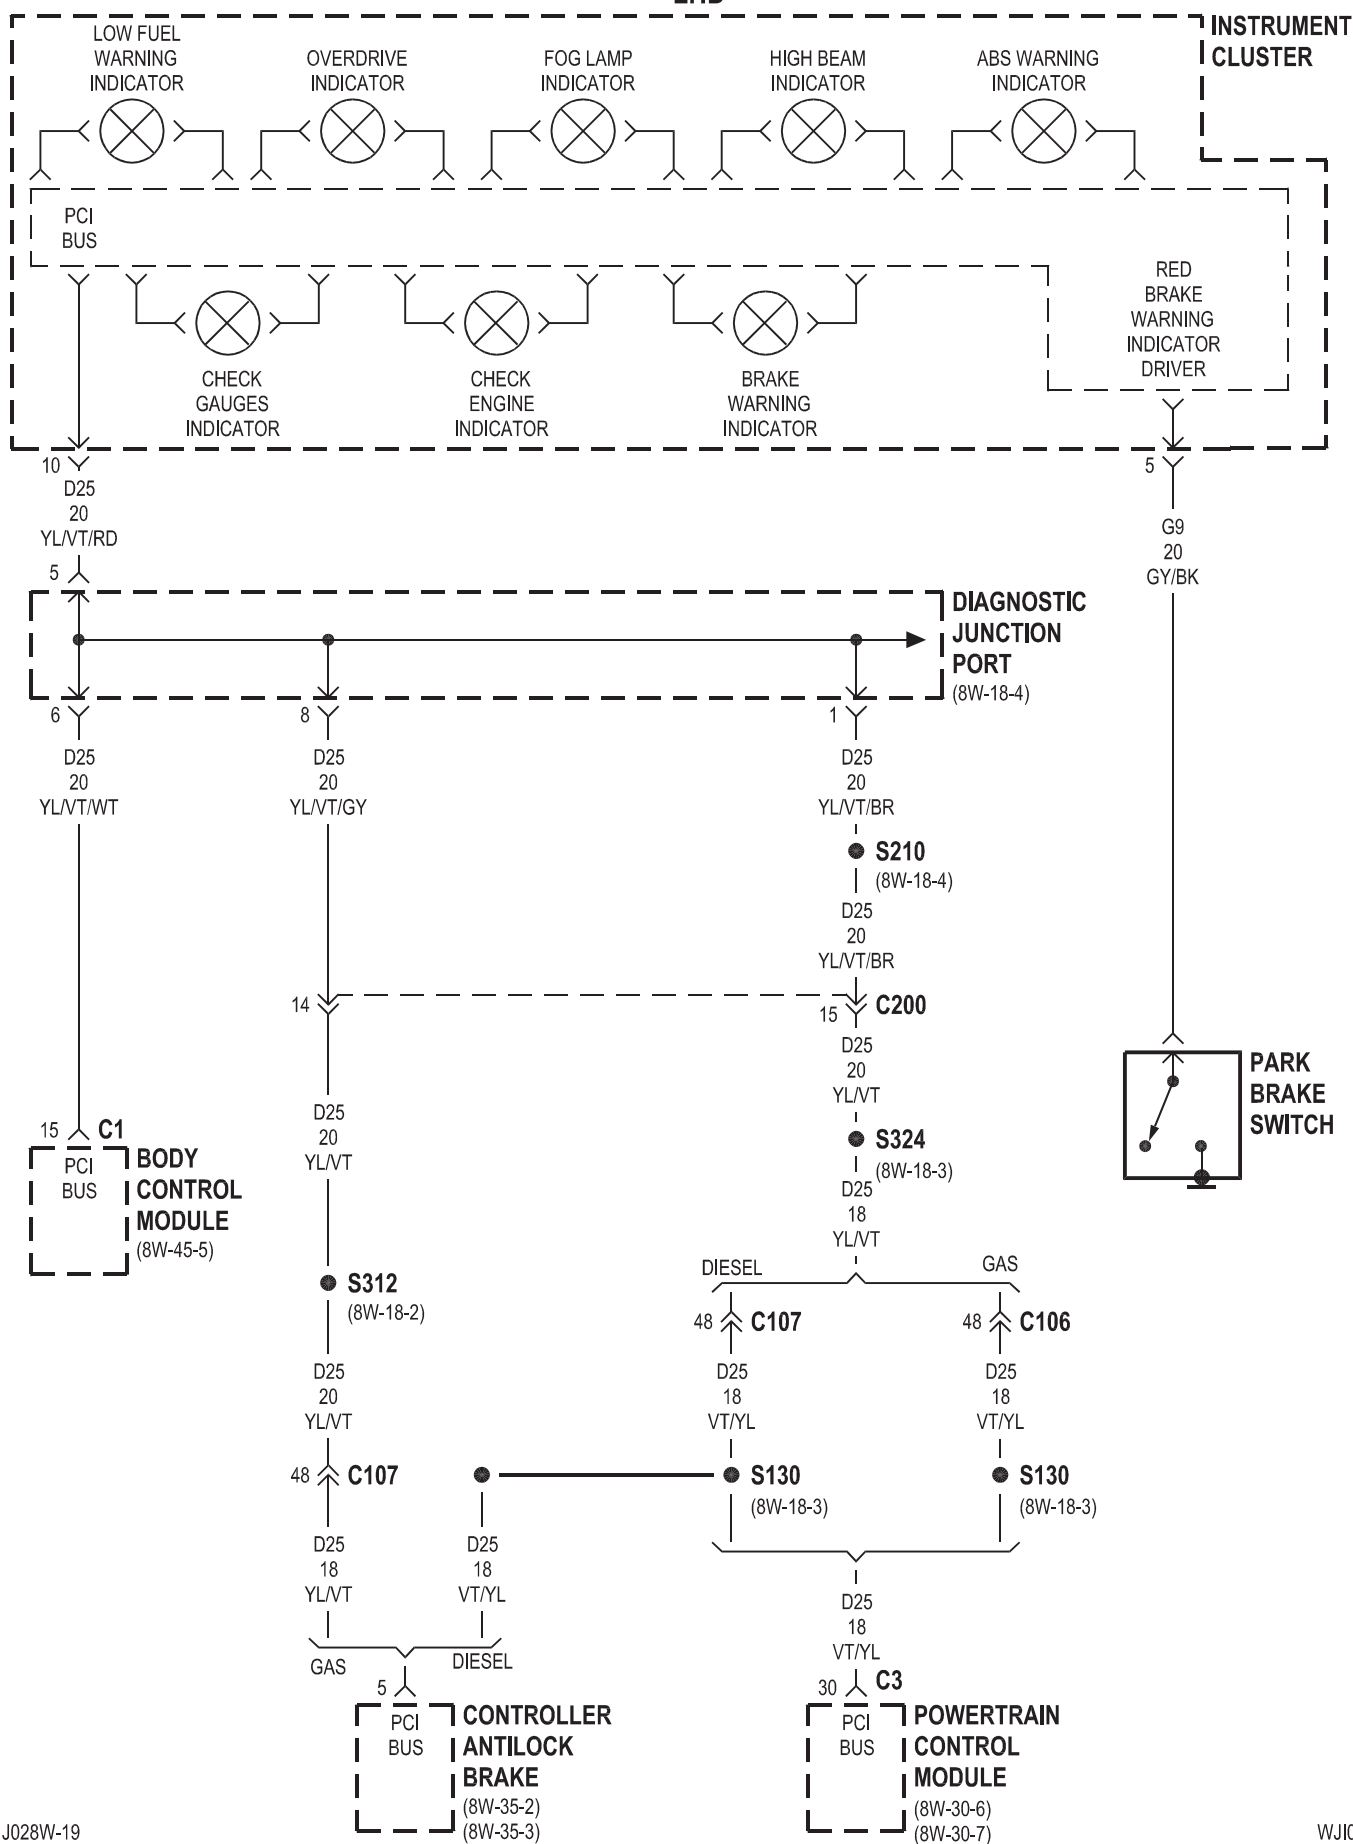 INSTRUMENT
CLUSTER
LOW FUEL
WARNING
INDICATOR
OVERDRIVE
INDICATOR
FOG LAMP
INDICATOR
HIGH BEAM
INDICATOR
ABS WARNING
INDICATOR
PCI
BUS
RED
BRAKE
WARNING
INDICATOR
DRIVER
CHECK
GAUGES
INDICATOR
CHECK
ENGINE
INDICATOR
BRAKE
WARNING
INDICATOR
10
D25
20
YL/VT/RD
5
5
G9
20
GY/BK
DIAGNOSTIC
JUNCTION
PORT
(8W-18-4)
6
D25
20
YL/VT/WT
8
D25
20
YL/VT/GY
1
D25
20
YL/VT/BR
S210
(8W-18-4)
D25
20
YL/VT/BR
14
15
C200
D25
20
YL/VT
S324
(8W-18-3)
D25
18
YL/VT
PARK
BRAKE
SWITCH
15
C1
PCI
BUS
BODY
CONTROL
MODULE
(8W-45-5)
D25
20
YL/VT
S312
(8W-18-2)
D25
20
YL/VT
DIESEL
GAS
48
C107
48
C106
D25
18
VT/YL
D25
18
VT/YL
48
C107
S130
(8W-18-3)
S130
(8W-18-3)
D25
18
YL/VT
D25
18
VT/YL
GAS
DIESEL
D25
18
VT/YL
5
PCI
BUS
CONTROLLER
ANTILOCK
BRAKE
(8W-35-2)
(8W-35-3)
30
C3
PCI
BUS
POWERTRAIN
CONTROL
MODULE
(8W-30-6)
(8W-30-7)
J028W-19